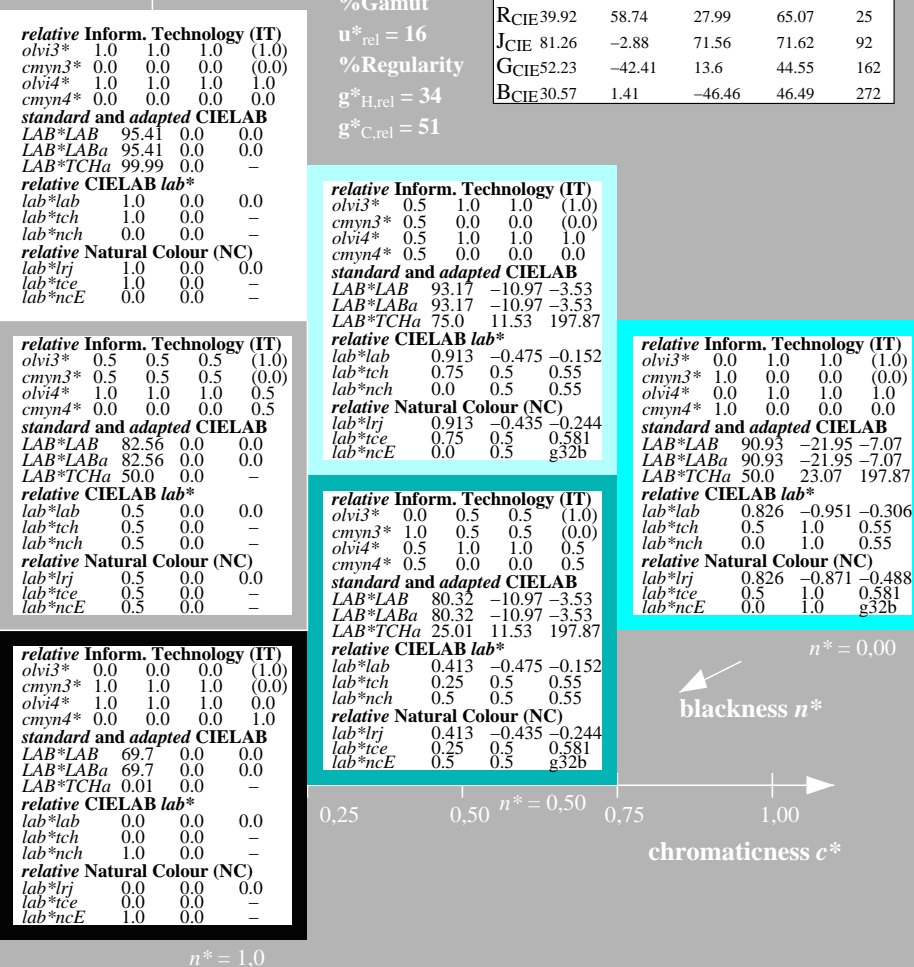 %Gamut
u*rel = 16
%Regularity
g*H,rel = 34
g*C,rel = 51
RCIE 39.92 58.74 27.99 65.07 25
JCIE 81.26 −2.88 71.56 71.62 92
GCIE 52.23 −42.41 13.6 44.55 162
BCIE 30.57 1.41 −46.46 46.49 272
relative Inform. Technology (IT)
olvi3* 1.0 1.0 1.0 (1.0)
cmyn3* 0.0 0.0 0.0 (0.0)
olvi4* 1.0 1.0 1.0 1.0
cmyn4* 0.0 0.0 0.0 0.0
standard and adapted CIELAB
LAB*LAB 95.41 0.0 0.0
LAB*LABa 95.41 0.0 0.0
LAB*TCHa 99.99 0.0 –
relative CIELAB lab*
lab*lab 1.0 0.0 0.0
lab*tch 1.0 0.0 –
lab*nch 0.0 0.0 –
relative Natural Colour (NC)
lab*lrj 1.0 0.0 0.0
lab*tce 1.0 0.0 –
lab*ncE 0.0 0.0 –
relative Inform. Technology (IT)
olvi3* 0.5 1.0 1.0 (1.0)
cmyn3* 0.5 0.0 0.0 (0.0)
olvi4* 0.5 1.0 1.0 1.0
cmyn4* 0.5 0.0 0.0 0.0
standard and adapted CIELAB
LAB*LAB 93.17 −10.97 −3.53
LAB*LABa 93.17 −10.97 −3.53
LAB*TCHa 75.0 11.53 197.87
relative CIELAB lab*
lab*lab 0.913 −0.475 −0.152
lab*tch 0.75 0.5 0.55
lab*nch 0.0 0.5 0.55
relative Natural Colour (NC)
lab*lrj 0.913 −0.435 −0.244
lab*tce 0.75 0.5 0.581
lab*ncE 0.0 0.5 g32b
relative Inform. Technology (IT)
olvi3* 0.5 0.5 0.5 (1.0)
cmyn3* 0.5 0.5 0.5 (0.0)
olvi4* 1.0 1.0 1.0 0.5
cmyn4* 0.0 0.0 0.0 0.5
standard and adapted CIELAB
LAB*LAB 82.56 0.0 0.0
LAB*LABa 82.56 0.0 0.0
LAB*TCHa 50.0 0.0 –
relative CIELAB lab*
lab*lab 0.5 0.0 0.0
lab*tch 0.5 0.0 –
lab*nch 0.5 0.0 –
relative Natural Colour (NC)
lab*lrj 0.5 0.0 0.0
lab*tce 0.5 0.0 –
lab*ncE 0.5 0.0 –
relative Inform. Technology (IT)
olvi3* 0.0 1.0 1.0 (1.0)
cmyn3* 1.0 0.0 0.0 (0.0)
olvi4* 0.0 1.0 1.0 1.0
cmyn4* 1.0 0.0 0.0 0.0
standard and adapted CIELAB
LAB*LAB 90.93 −21.95 −7.07
LAB*LABa 90.93 −21.95 −7.07
LAB*TCHa 50.0 23.07 197.87
relative CIELAB lab*
lab*lab 0.826 −0.951 −0.306
lab*tch 0.5 1.0 0.55
lab*nch 0.0 1.0 0.55
relative Natural Colour (NC)
lab*lrj 0.826 −0.871 −0.488
lab*tce 0.5 1.0 0.581
lab*ncE 0.0 1.0 g32b
n* = 0,00
relative Inform. Technology (IT)
olvi3* 0.0 0.5 0.5 (1.0)
cmyn3* 1.0 0.5 0.5 (0.0)
olvi4* 0.5 1.0 1.0 0.5
cmyn4* 0.5 0.0 0.0 0.5
standard and adapted CIELAB
LAB*LAB 80.32 −10.97 −3.53
LAB*LABa 80.32 −10.97 −3.53
LAB*TCHa 25.01 11.53 197.87
relative CIELAB lab*
lab*lab 0.413 −0.475 −0.152
lab*tch 0.25 0.5 0.55
lab*nch 0.5 0.5 0.55
relative Natural Colour (NC)
lab*lrj 0.413 −0.435 −0.244
lab*tce 0.25 0.5 0.581
lab*ncE 0.5 0.5 g32b
blackness n*
relative Inform. Technology (IT)
olvi3* 0.0 0.0 0.0 (1.0)
cmyn3* 1.0 1.0 1.0 (0.0)
olvi4* 1.0 1.0 1.0 0.0
cmyn4* 0.0 0.0 0.0 1.0
standard and adapted CIELAB
LAB*LAB 69.7 0.0 0.0
LAB*LABa 69.7 0.0 0.0
LAB*TCHa 0.01 0.0 –
relative CIELAB lab*
lab*lab 0.0 0.0 0.0
lab*tch 0.0 0.0 –
lab*nch 1.0 0.0 –
relative Natural Colour (NC)
lab*lrj 0.0 0.0 0.0
lab*tce 0.0 0.0 –
lab*ncE 1.0 0.0 –
n* = 0,50
0,25 0,50 0,75 1,00
chromaticness c*
n* = 1,0